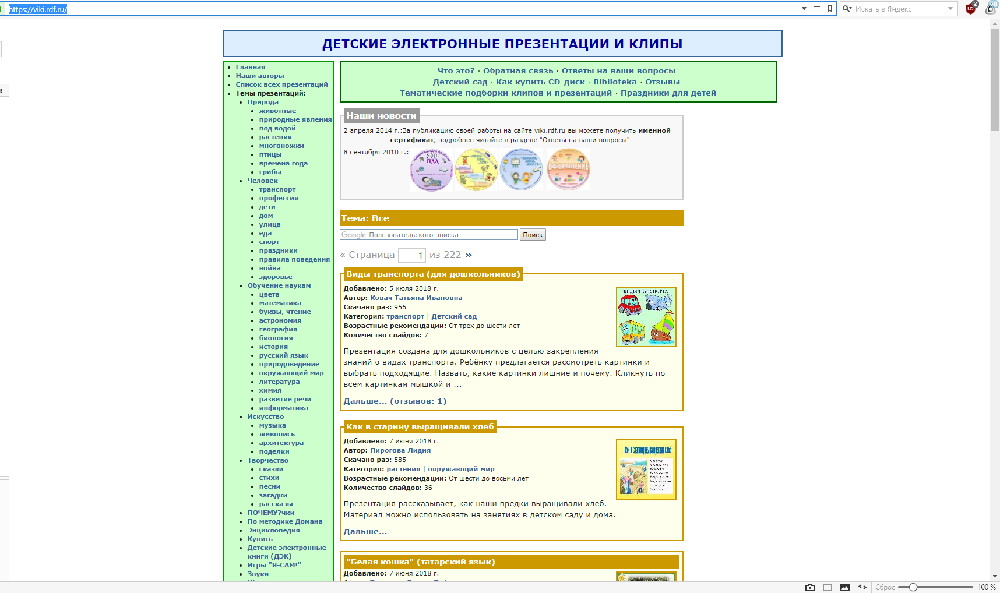 https://viki.rdf.ru/
Искать в Яндекс
2
off
ДЕТСКИЕ ЭЛЕКТРОННЫЕ ПРЕЗЕНТАЦИИ И КЛИПЫ
Главная
Наши авторы
Список всех презентаций
Темы презентаций:
Природа
животные
природные явления
под водой
растения
многоножки
птицы
времена года
грибы
Человек
транспорт
профессии
дети
дом
улица
еда
спорт
праздники
правила поведения
война
здоровье
Обучение наукам
цвета
математика
буквы, чтение
астрономия
география
биология
история
русский язык
природоведение
окружающий мир
литература
химия
развитие речи
информатика
Искусство
музыка
живопись
архитектура
поделки
Творчество
сказки
стихи
песни
загадки
рассказы
ПОЧЕМУ?чки
По методике Домана
Энциклопедия
Купить
Детские электронные
книги (ДЭК)
Игры "Я-САМ!"
Звуки
Что это? · Обратная связь · Ответы на ваши вопросы
Детский сад · Как купить CD-диск · Biblioteka · Отзывы
Тематические подборки клипов и презентаций · Праздники для детей
Наши новости
2 апреля 2014 г.:За публикацию своей работы на сайте viki.rdf.ru вы можете получить именной
сертификат, подробнее читайте в разделе "Ответы на ваши вопросы"
8 сентября 2010 г.:
200
ПДД
ОФОРМЛЕНИЕ
Тема: Все
Google Пользовательского поиска
Поиск
« Страница 1 из 222 »
Виды транспорта (для дошкольников)
Добавлено: 5 июля 2018 г.
Автор: Ковач Татьяна Ивановна
Скачано раз: 956
Категория: транспорт | Детский сад
Возрастные рекомендации: От трех до шести лет
Количество слайдов: 7
ВИДЫ ТРАНСПОРТА
Презентация создана для дошкольников с целью закрепления
знаний о видах транспорта. Ребёнку предлагается рассмотреть картинки и
выбрать подходящие. Назвать, какие картинки лишние и почему. Кликнуть по
всем картинкам мышкой и ...
Дальше... (отзывов: 1)
Как в старину выращивали хлеб
Добавлено: 7 июня 2018 г.
Автор: Пирогова Лидия
Скачано раз: 585
Категория: растения | окружающий мир
Возрастные рекомендации: От шести до восьми лет
Количество слайдов: 36
Как в старину выращивали хлеб
Презентация рассказывает, как наши предки выращивали хлеб.
Материал можно использовать на занятиях в детском саду и дома.
Дальше...
"Белая кошка" (татарский язык)
Добавлено: 7 июня 2018 г.
Сброс
100 %